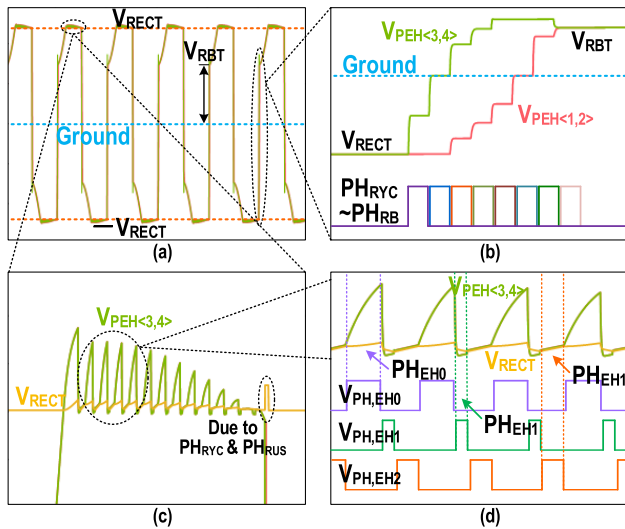 VRECT
VRBT
Ground
—VRECT
(a)
VPEH<3,4>
VRBT
Ground
VPEH<1,2>
VRECT
PHRYC
~PHRB
(b)
VPEH<3,4>
VRECT
Due to
PHRYC & PHRUS
(c)
VPEH<3,4>
VRECT
PHEH0
PHEH1
VPH,EH0
PHEH1
VPH,EH1
VPH,EH2
(d)